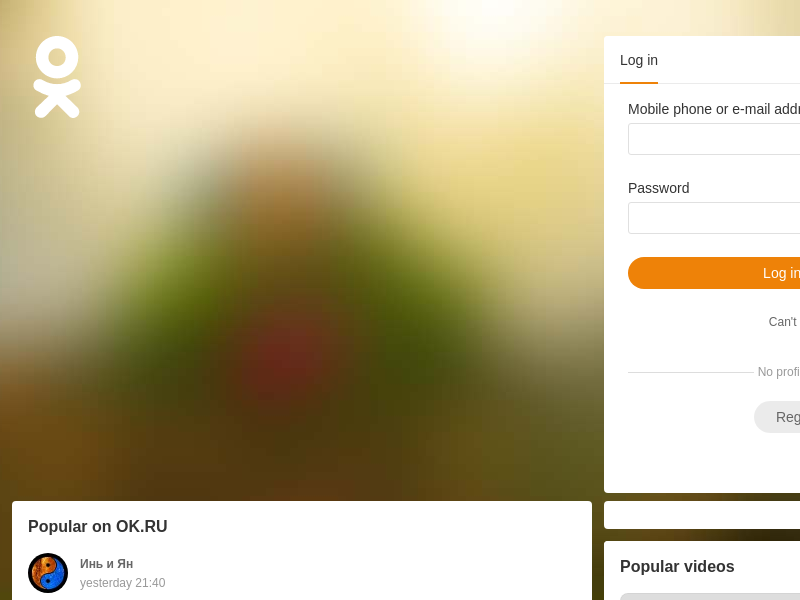 Log in
Mobile phone or e-mail addr
Password
Log in
Can't
No profi
Reg
Popular on OK.RU
Инь и Ян
yesterday 21:40
Popular videos